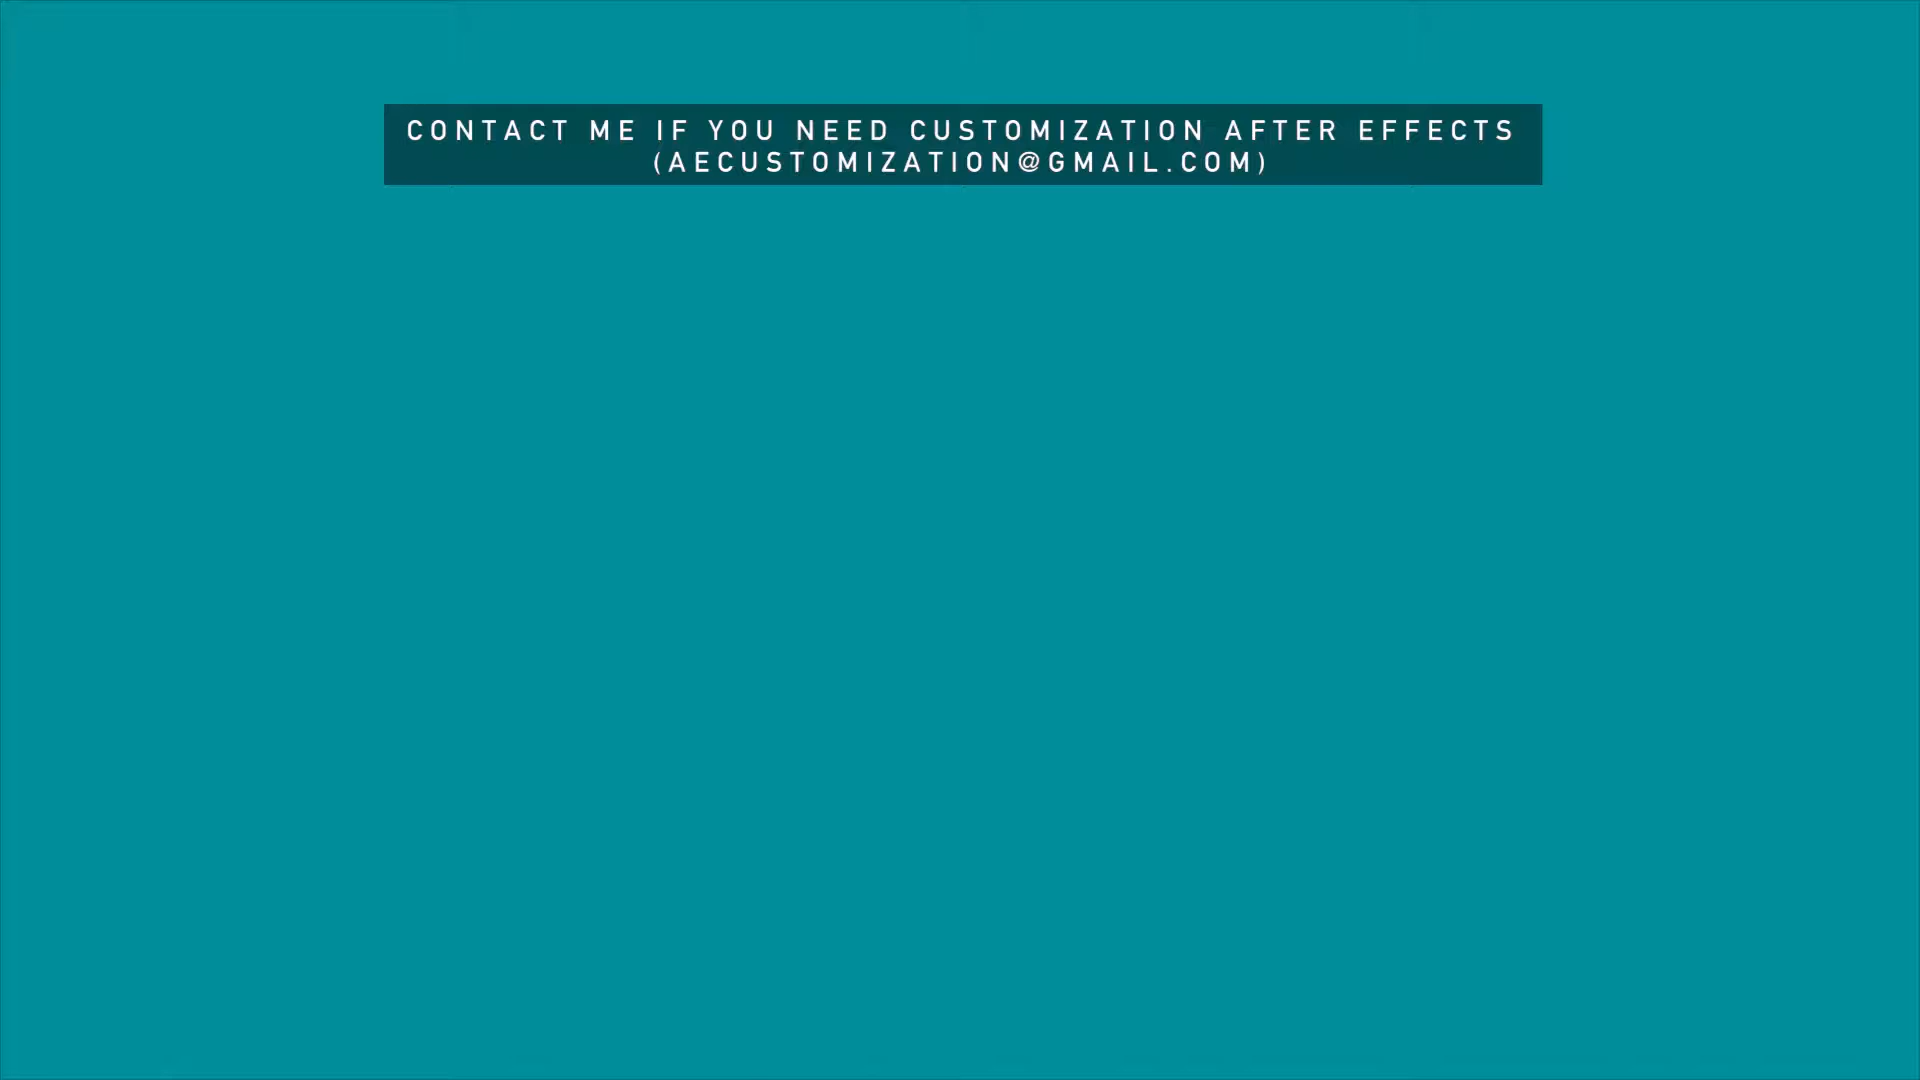 CONTACT ME IF YOU NEED CUSTOMIZATION AFTER EFFECTS
(AECUSTOMIZATION@GMAIL.COM)